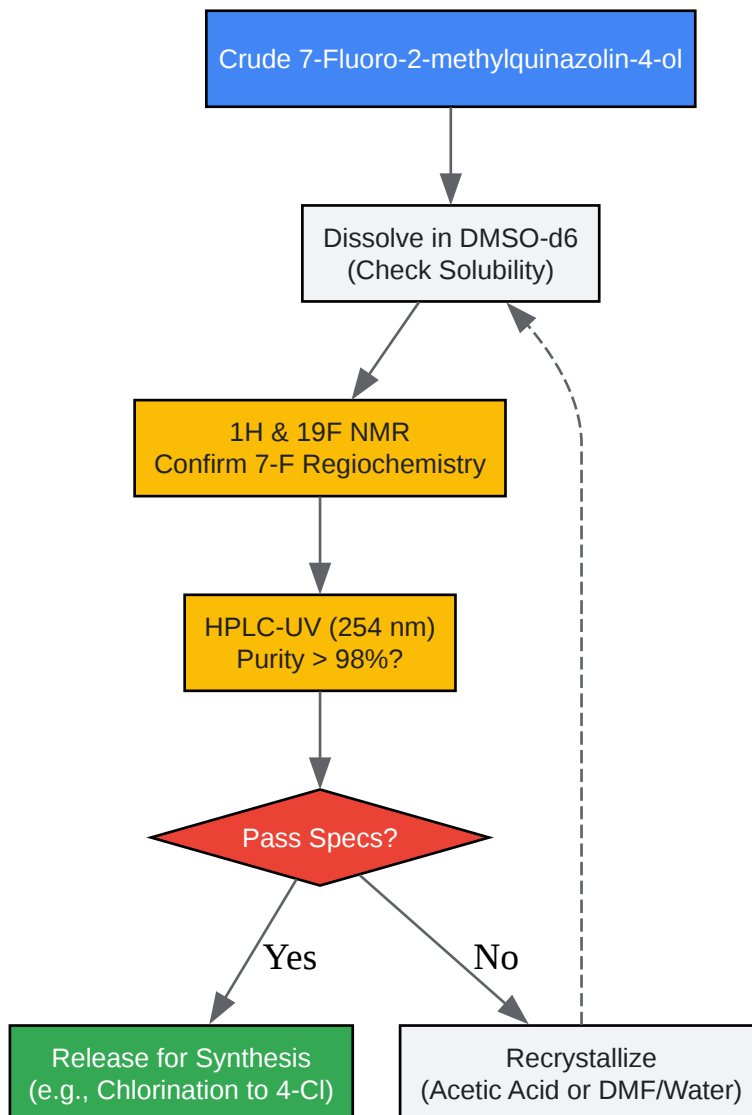 Crude 7-Fluoro-2-methylquinazolin-4-ol
Dissolve in DMSO-d6
(Check Solubility)
1H & 19F NMR
Confirm 7-F Regiochemistry
HPLC-UV (254 nm)
Purity > 98%?
Pass Specs?
Yes
No
Release for Synthesis
(e.g., Chlorination to 4-Cl)
Recrystallize
(Acetic Acid or DMF/Water)